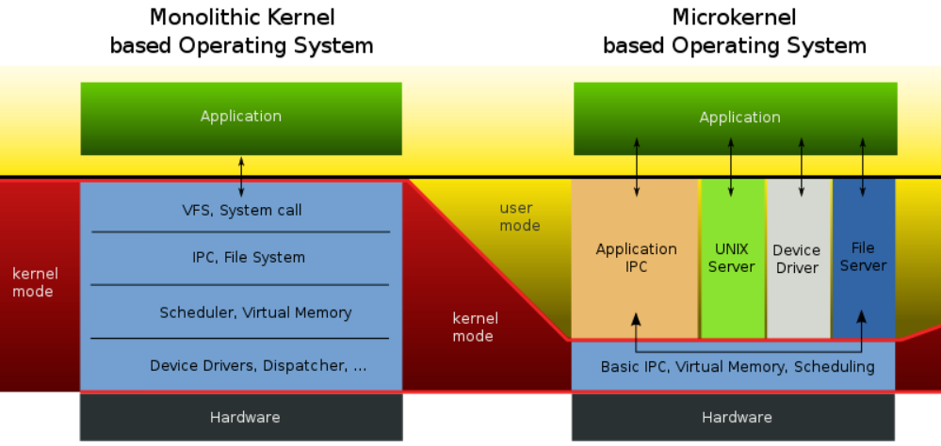 Monolithic Kernel
based Operating System
Microkernel
based Operating System
Application
Application
VFS, System call
IPC, File System
Scheduler, Virtual Memory
Device Drivers, Dispatcher, ...
Hardware
kernel
mode
user
mode
kernel
mode
Application
IPC
UNIX
Server
Device
Driver
File
Server
Basic IPC, Virtual Memory, Scheduling
Hardware